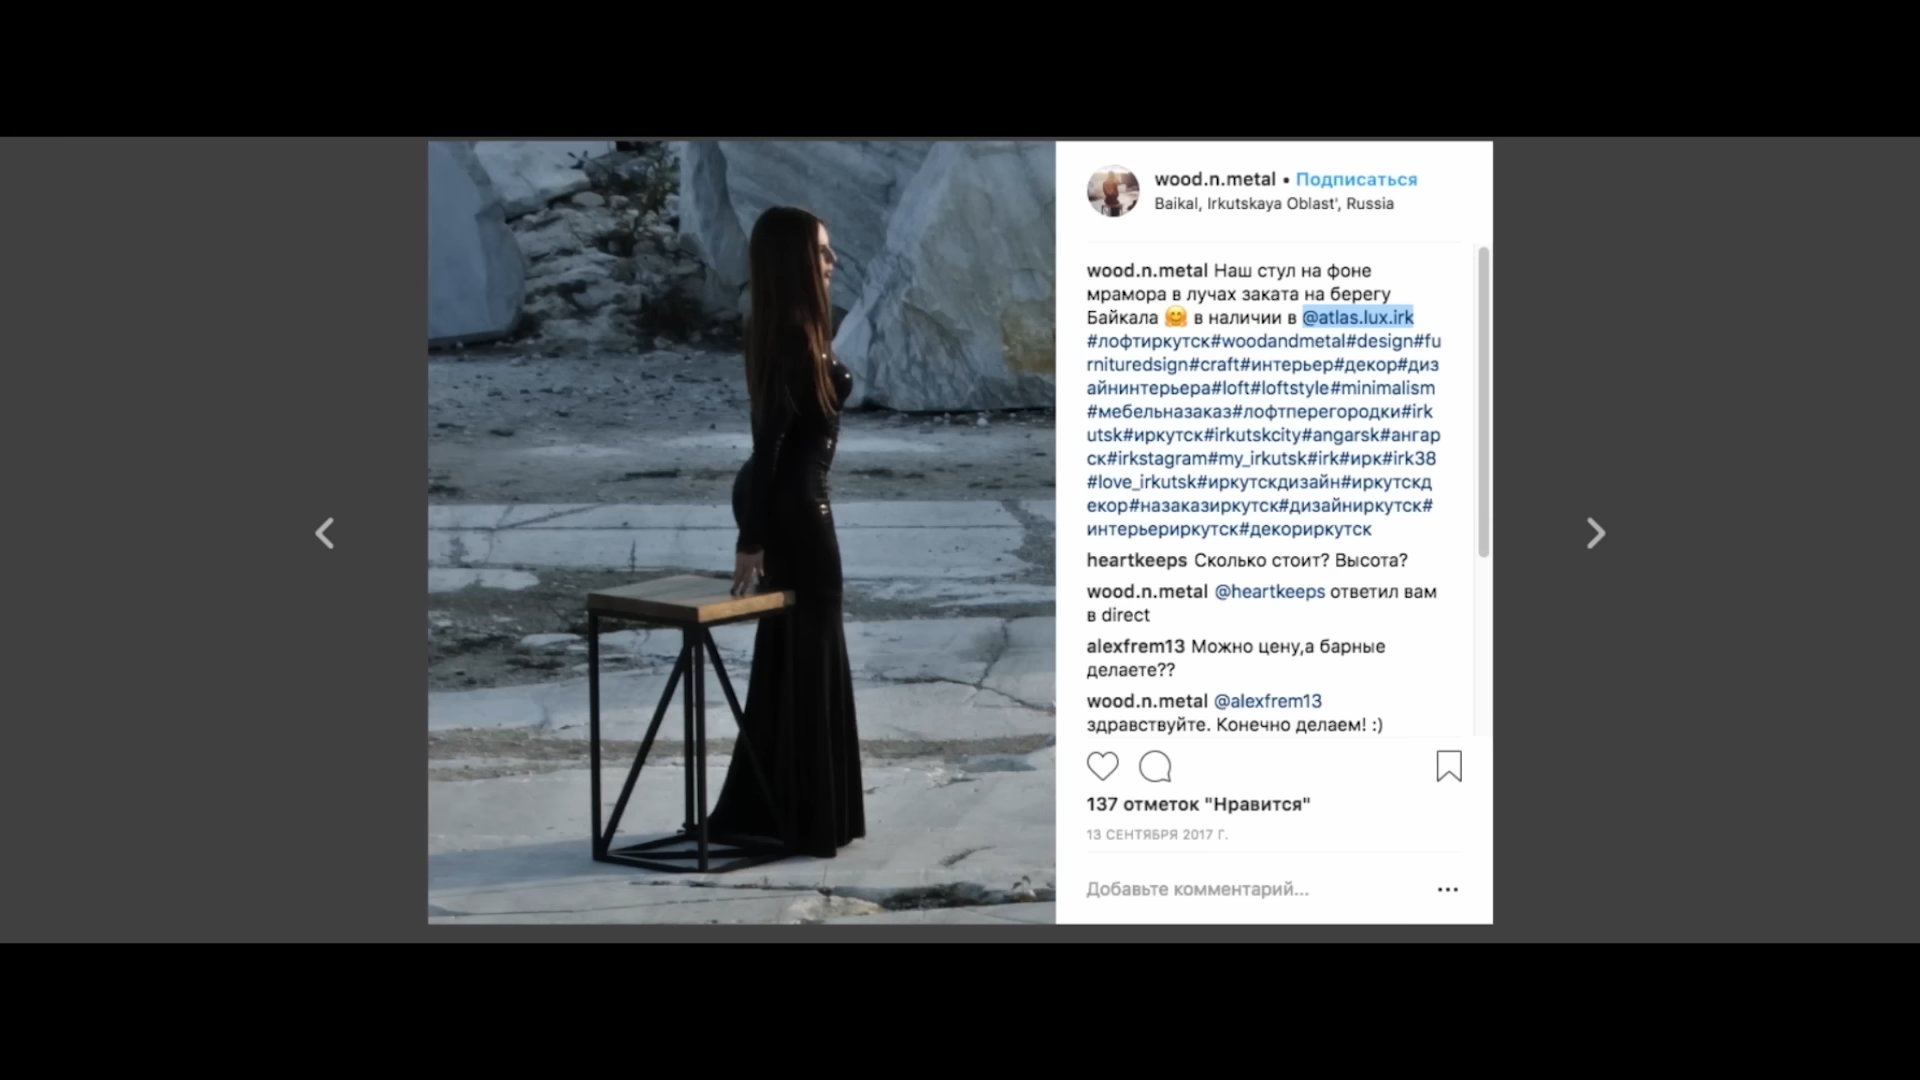 wood.n.metal • Подписаться
Baikal, Irkutskaya Oblast', Russia
wood.n.metal Наш стул на фоне
мрамора в лучах заката на берегу
Байкала 🤗 в наличии в @atlas.lux.irk
#лофтиркутск#woodandmetal#design#fu
rnituredsign#craft#интерьер#декор#диз
айнинтерьера#loft#loftstyle#minimalism
#мебельназаказ#лофтперегородки#irk
utsk#иркутск#irkutskcity#angarsk#ангар
ск#irkstagram#my_irkutsk#irk#ирк#irk38
#love_irkutsk#иркутскдизайн#иркутскд
екор#назаказиркутск#дизайниркутск#
интерьериркутск#декориркутск
heartkeeps Сколько стоит? Высота?
wood.n.metal @heartkeeps ответил вам
в direct
alexfrem13 Можно цену,а барные
делаете??
wood.n.metal @alexfrem13
здравствуйте. Конечно делаем! :)
137 отметок "Нравится"
13 СЕНТЯБРЯ 2017 Г.
Добавьте комментарий...